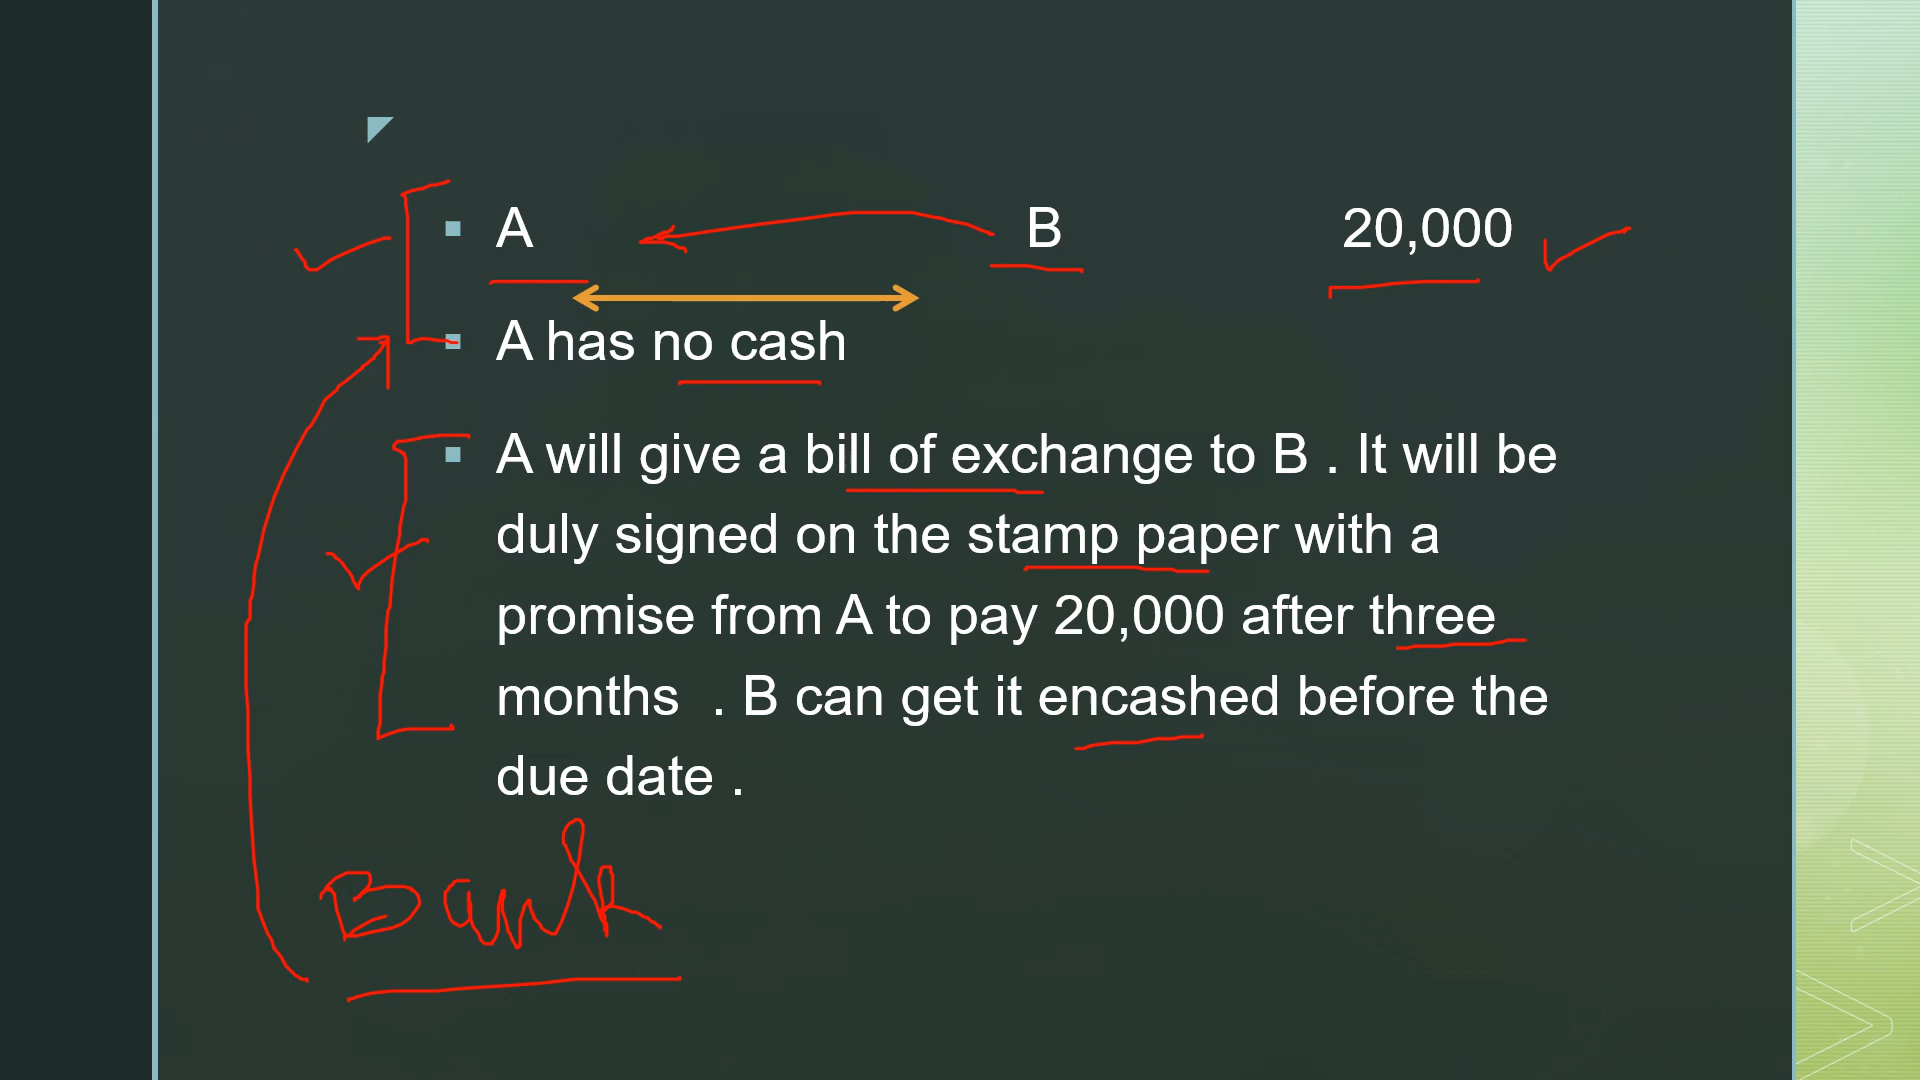 A B 20,000
A has no cash
A will give a bill of exchange to B . It will be
duly signed on the stamp paper with a
promise from A to pay 20,000 after three
months . B can get it encashed before the
due date .
Bank